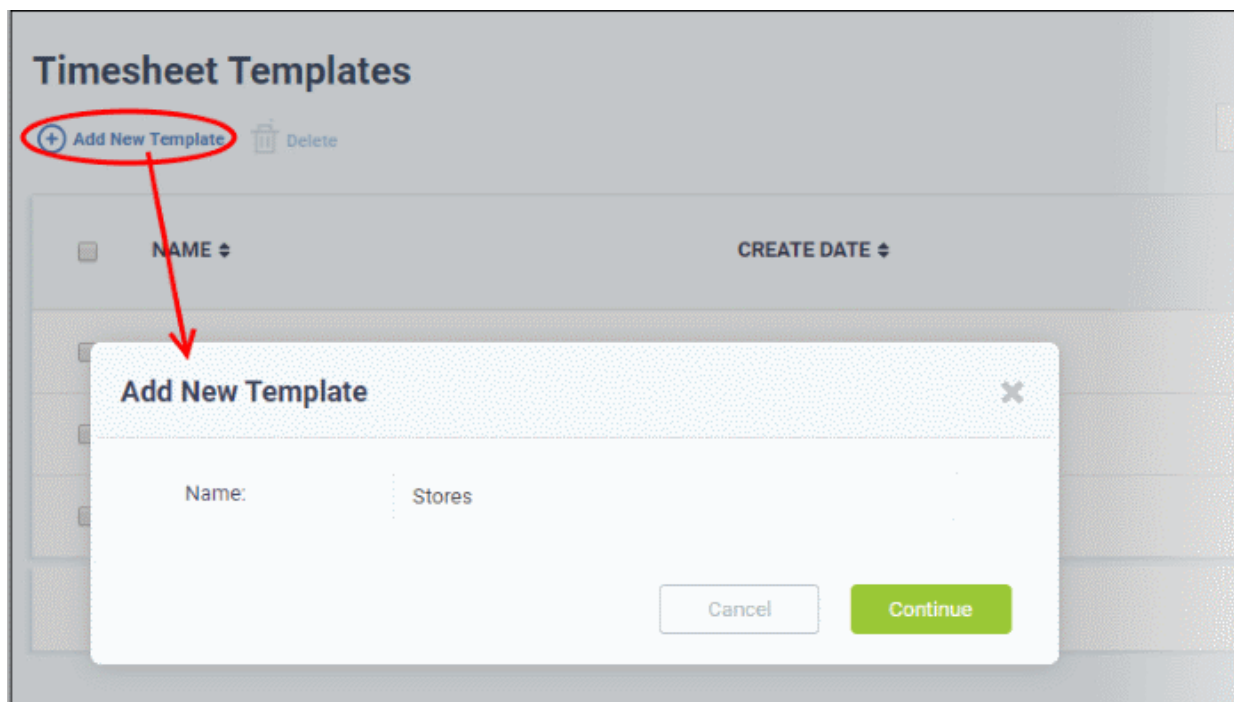 Timesheet Templates
Add New Template Delete
NAME CREATE DATE
Add New Template
Name: Stores
Cancel Continue